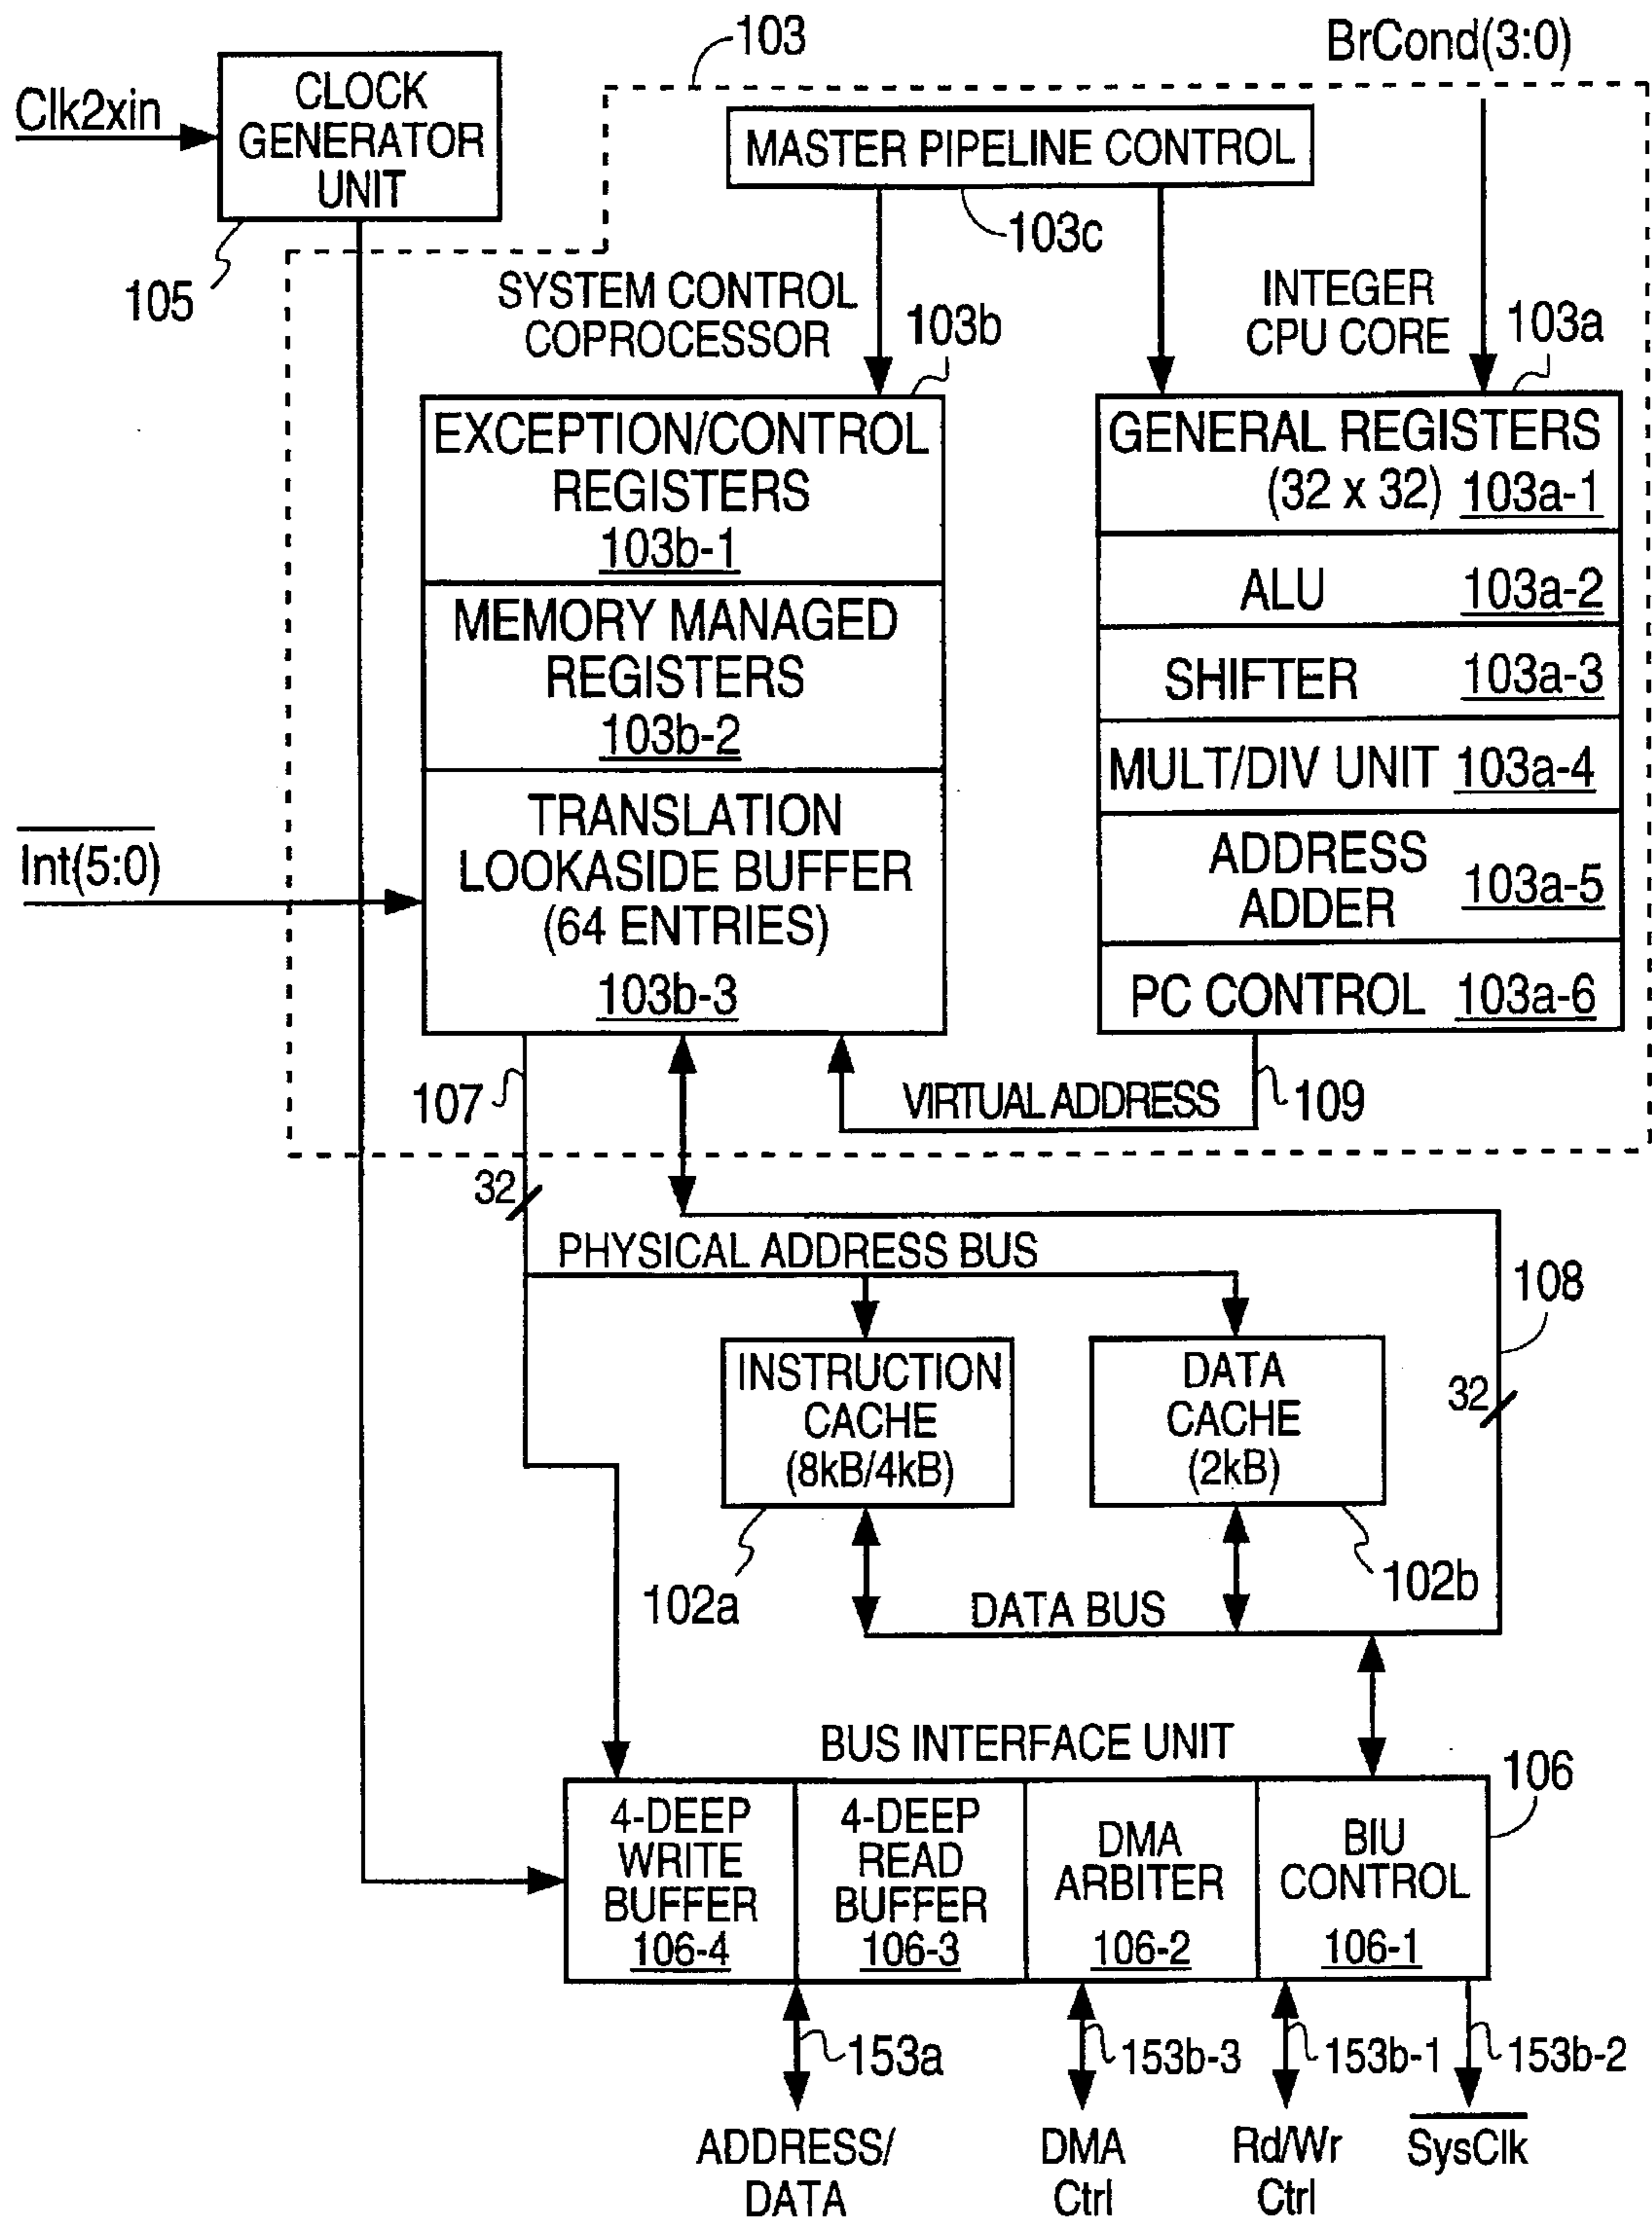 103
BrCond(3:0)
CLOCK
GENERATOR
UNIT
Clk2xin
105
MASTER PIPELINE CONTROL
103c
SYSTEM CONTROL
COPROCESSOR
103b
INTEGER
CPU CORE
103a
EXCEPTION/CONTROL
REGISTERS
103b-1
MEMORY MANAGED
REGISTERS
103b-2
TRANSLATION
LOOKASIDE BUFFER
(64 ENTRIES)
103b-3
GENERAL REGISTERS
(32 x 32) 103a-1
ALU 103a-2
SHIFTER 103a-3
MULT/DIV UNIT 103a-4
ADDRESS
ADDER
103a-5
PC CONTROL 103a-6
Int(5:0)
107
VIRTUAL ADDRESS
109
32
PHYSICAL ADDRESS BUS
108
INSTRUCTION
CACHE
(8kB/4kB)
DATA
CACHE
(2kB)
32
102a
102b
DATA BUS
BUS INTERFACE UNIT
106
4-DEEP
WRITE
BUFFER
106-4
4-DEEP
READ
BUFFER
106-3
DMA
ARBITER
106-2
BIU
CONTROL
106-1
153a
153b-3
153b-1
153b-2
ADDRESS/
DATA
DMA
Ctrl
Rd/Wr
Ctrl
SysClk